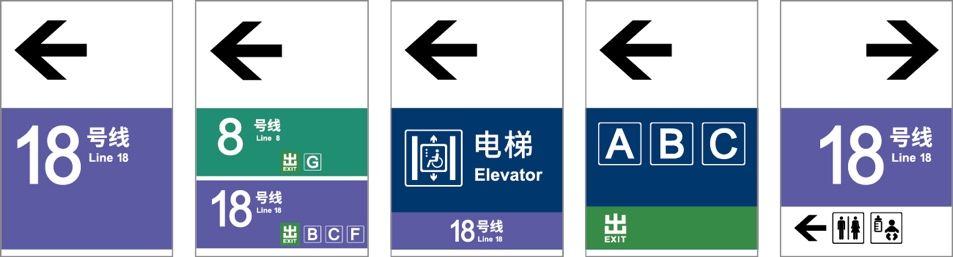 18 号线
Line 18
8 号线
Line 8
出 EXIT G
18 号线
Line 18
出 EXIT B C F
电梯
Elevator
18 号线
Line 18
A B C
出
EXIT
18 号线
Line 18